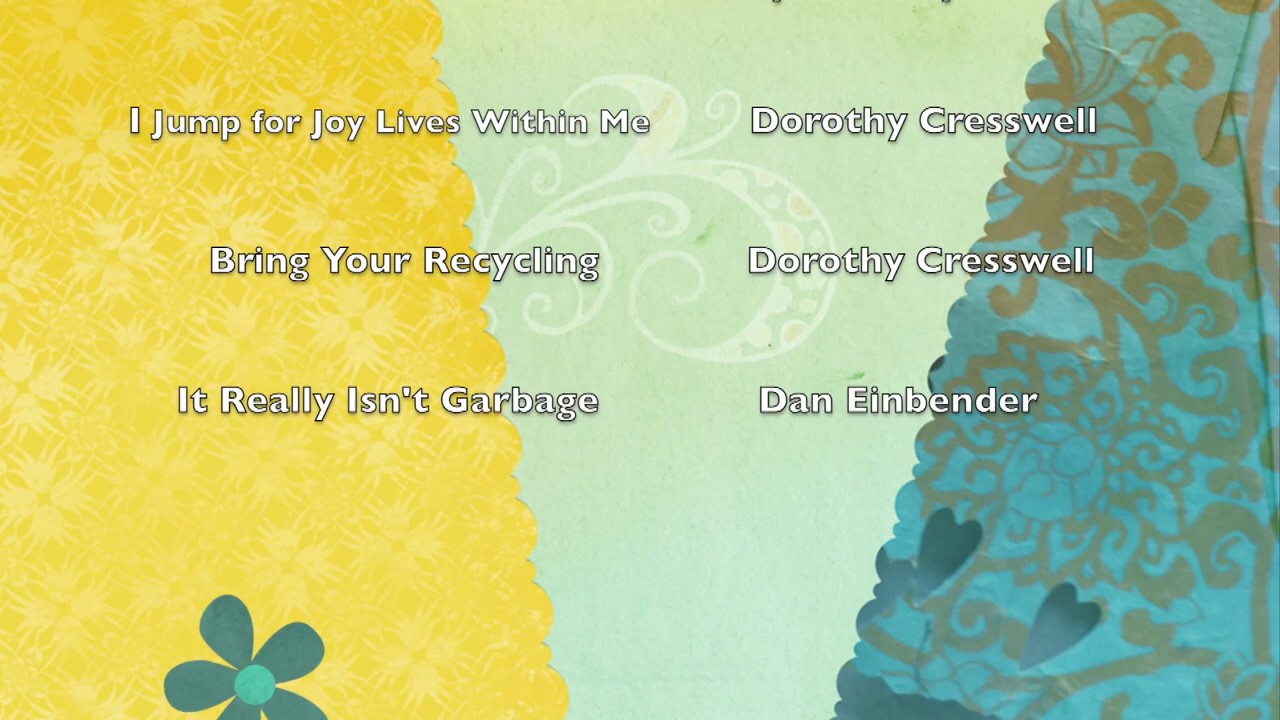 I Jump for Joy Lives Within Me Dorothy Cresswell
Bring Your Recycling Dorothy Cresswell
It Really Isn't Garbage Dan Einbender